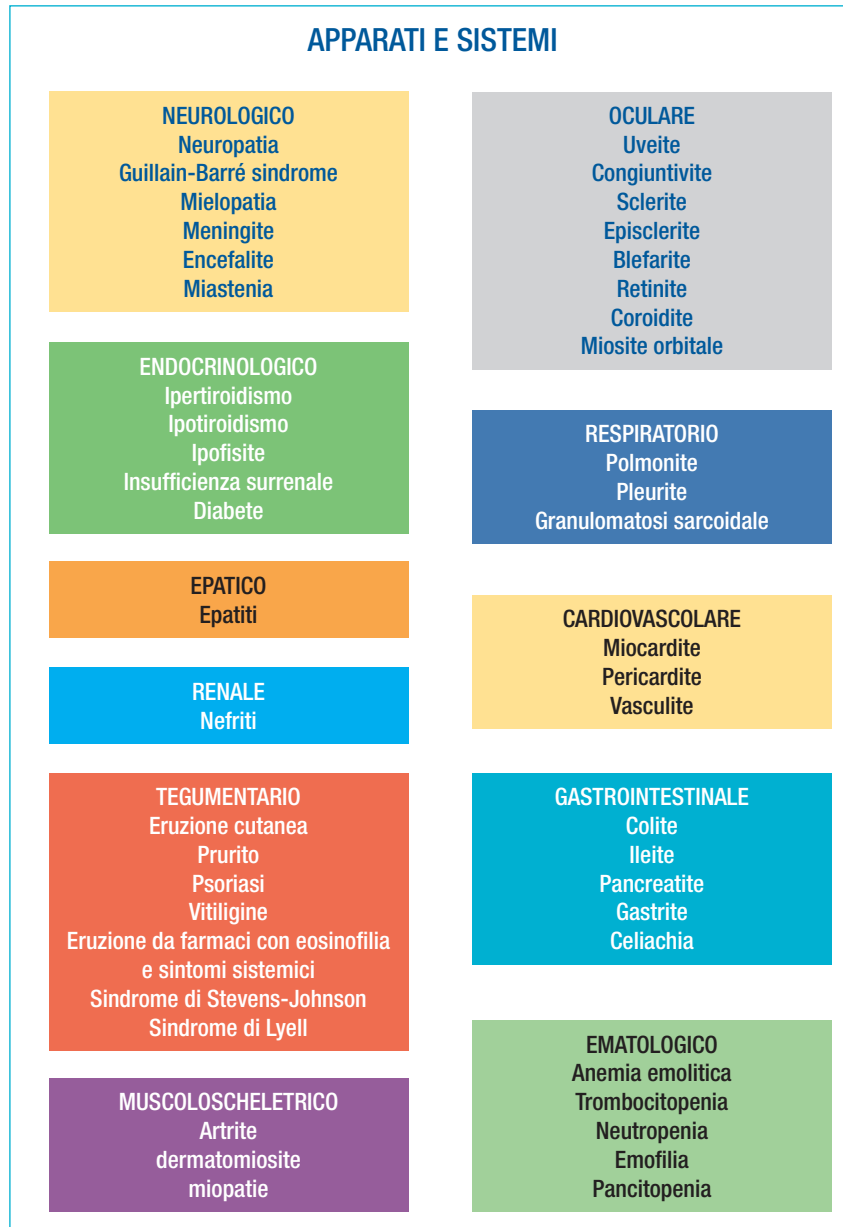 APPARATI E SISTEMI
NEUROLOGICO
Neuropatia
Guillain-Barré sindrome
Mielopatia
Meningite
Encefalite
Miastenia
ENDOCRINOLOGICO
Ipertiroidismo
Ipotiroidismo
Ipofisite
Insufficienza surrenale
Diabete
EPATICO
Epatiti
RENALE
Nefriti
TEGUMENTARIO
Eruzione cutanea
Prurito
Psoriasi
Vitiligine
Eruzione da farmaci con eosinofilia
e sintomi sistemici
Sindrome di Stevens-Johnson
Sindrome di Lyell
MUSCOLOSCHELETRICO
Artrite
dermatomiosite
miopatie
OCULARE
Uveite
Congiuntivite
Sclerite
Episclerite
Blefarite
Retinite
Coroidite
Miosite orbitale
RESPIRATORIO
Polmonite
Pleurite
Granulomatosi sarcoidale
CARDIOVASCOLARE
Miocardite
Pericardite
Vasculite
GASTROINTESTINALE
Colite
Ileite
Pancreatite
Gastrite
Celiachia
EMATOLOGICO
Anemia emolitica
Trombocitopenia
Neutropenia
Emofilia
Pancitopenia